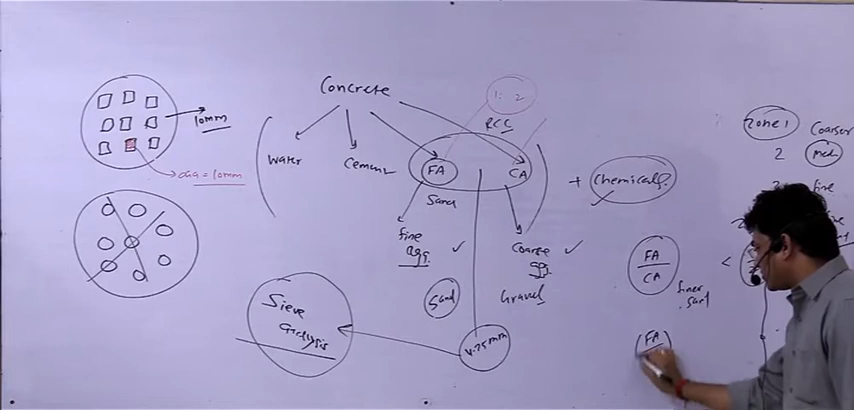 Concrete
1: 2
RCC
10mm
dia = 10mm
water
Cement
FA
CA
+ Chemicals.
Sand
fine
agg.
Coarse
agg.
Sand
Gravel
4.75mm
Sieve
analysis
FA
CA
finer
sand
<
FA
Zone 1
Coarser
2
med
fine